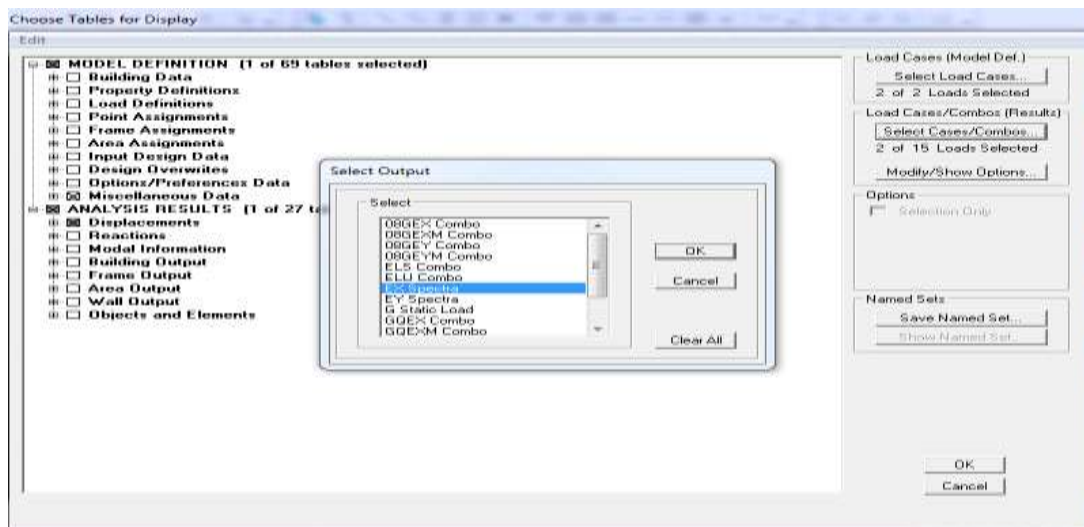 Choose Tables for Display
Edit
MODEL DEFINITION (1 of 69 tables selected)
Building Data
Property Definitions
Load Definitions
Point Assignments
Frame Assignments
Area Assignments
Input Design Data
Design Overwrites
Options/Preferences Data
Miscellaneous Data
ANALYSIS RESULTS (1 of 27 ta
Displacements
Reactions
Modal Information
Building Output
Frame Output
Area Output
Wall Output
Objects and Elements
Select Output
Select
08GEX Combo
08GEXM Combo
08GEY Combo
08GEYM Combo
ELS Combo
ELU Combo
EX Spectra
EY Spectra
G Static Load
GQEX Combo
GQEXM Combo
OK
Cancel
Clear All
Load Cases (Model Def.)
Select Load Cases...
2 of 2 Loads Selected
Load Cases/Combos (Results)
Select Cases/Combos...
2 of 15 Loads Selected
Modify/Show Options...
Options
Selection Only
Named Sets
Save Named Set...
Show Named Set...
OK
Cancel